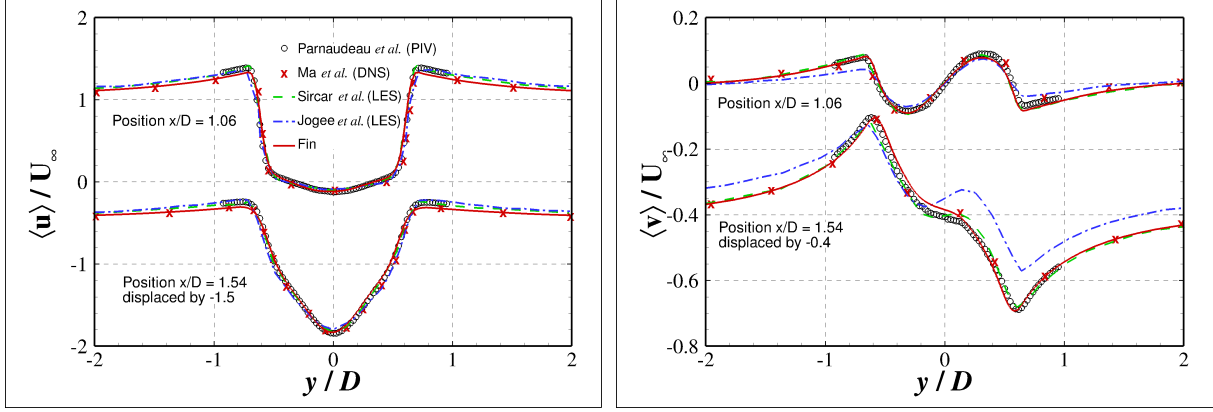 2
1
0
-1
-2
-2
-1
0
1
2
⟨u⟩ / U∞
y / D
Parnaudeau et al. (PIV)
Ma et al. (DNS)
Sircar et al. (LES)
Jogee et al. (LES)
Fin
Position x/D = 1.06
Position x/D = 1.54
displaced by -1.5
0.2
0
-0.2
-0.4
-0.6
-0.8
-2
-1
0
1
2
⟨v⟩ / U∞
y / D
Position x/D = 1.06
Position x/D = 1.54
displaced by -0.4